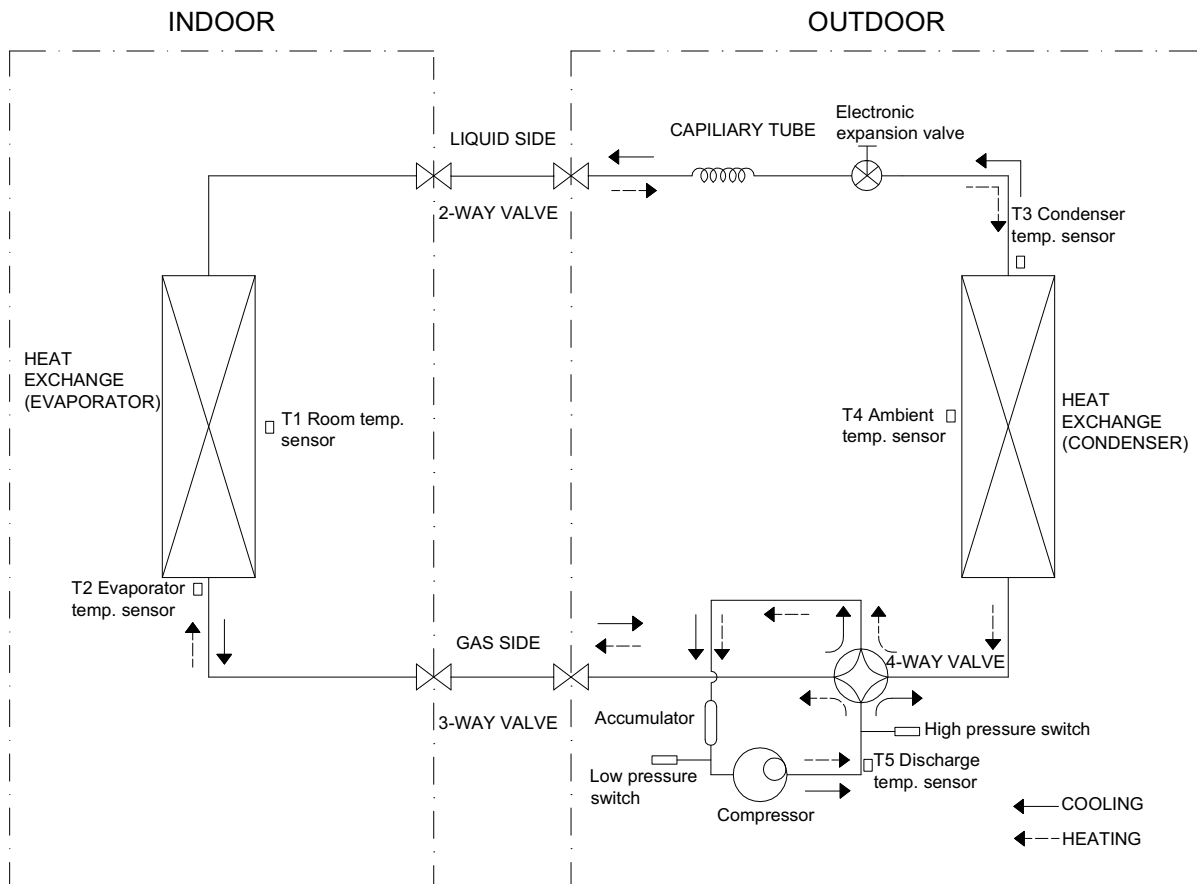 INDOOR
OUTDOOR
LIQUID SIDE
CAPILIARY TUBE
Electronic
expansion valve
2-WAY VALVE
T3 Condenser
temp. sensor
HEAT
EXCHANGE
(EVAPORATOR)
T1 Room temp.
sensor
T4 Ambient
temp. sensor
HEAT
EXCHANGE
(CONDENSER)
T2 Evaporator
temp. sensor
GAS SIDE
4-WAY VALVE
3-WAY VALVE
Accumulator
High pressure switch
Low pressure
switch
T5 Discharge
temp. sensor
Compressor
COOLING
HEATING